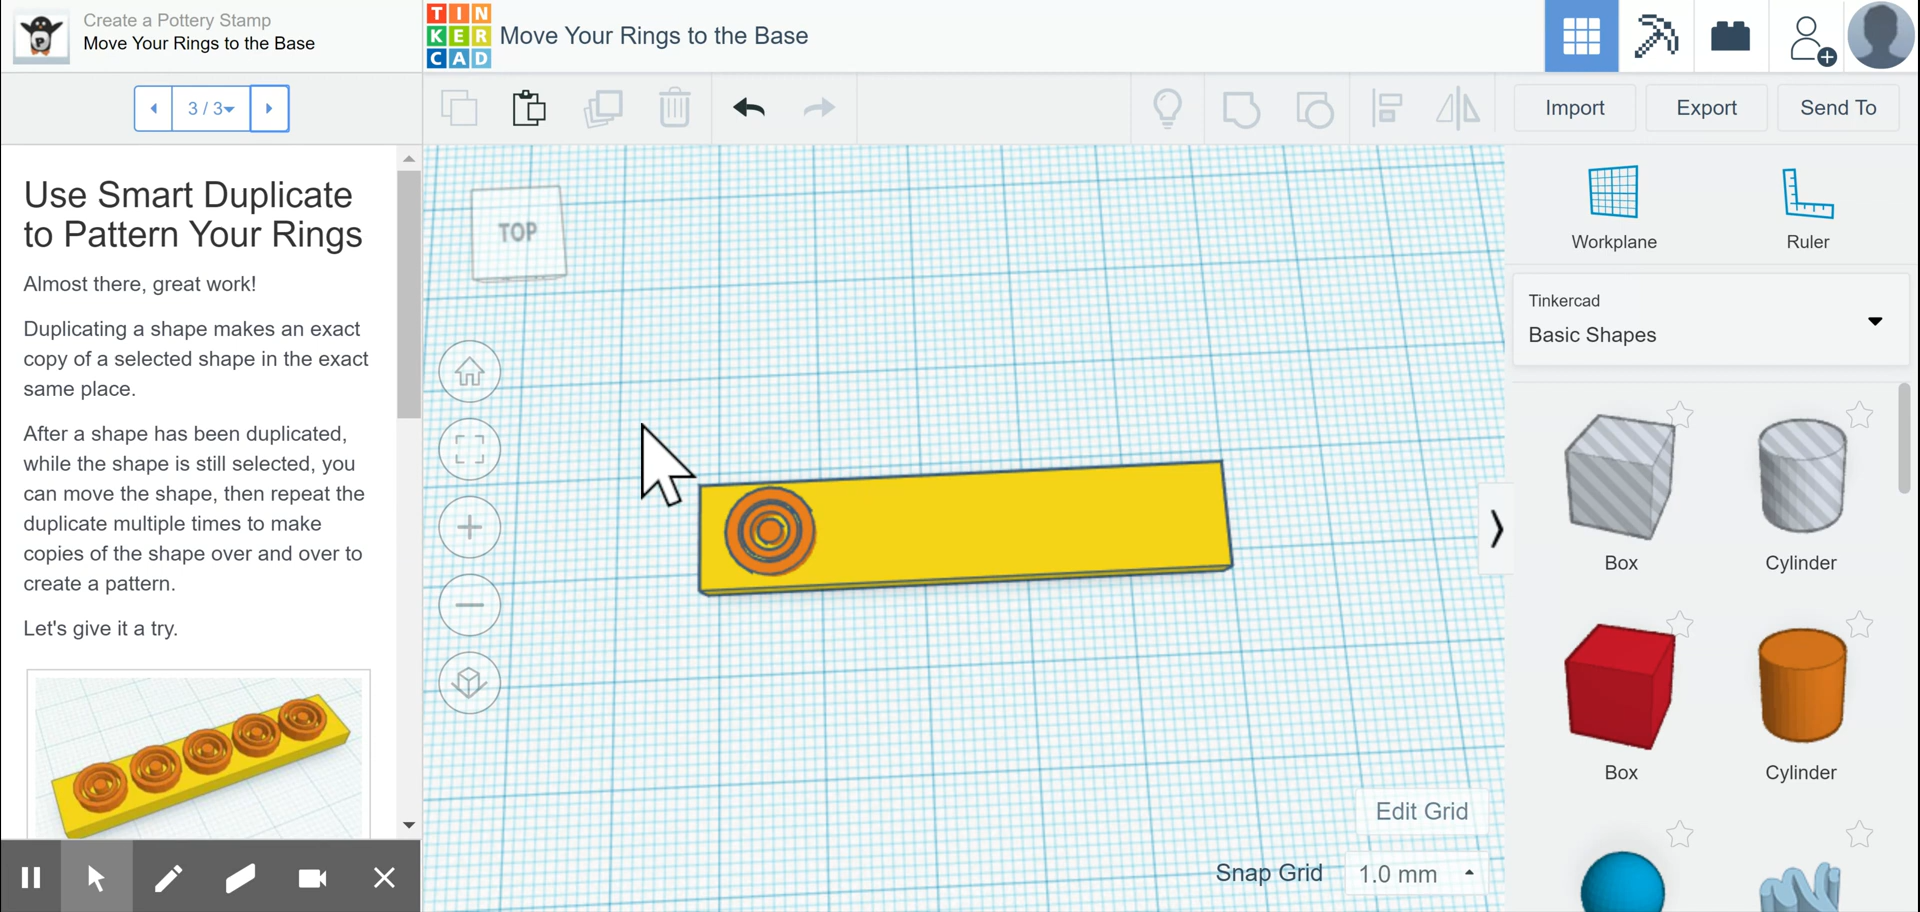 Create a Pottery Stamp
Move Your Rings to the Base
P
TIN
KER
CAD
Move Your Rings to the Base
3 / 3
Import
Export
Send To
Use Smart Duplicate
to Pattern Your Rings
Almost there, great work!
Duplicating a shape makes an exact
copy of a selected shape in the exact
same place.
After a shape has been duplicated,
while the shape is still selected, you
can move the shape, then repeat the
duplicate multiple times to make
copies of the shape over and over to
create a pattern.
Let's give it a try.
TOP
Workplane
Ruler
Tinkercad
Basic Shapes
Box
Cylinder
Box
Cylinder
Edit Grid
Snap Grid
1.0 mm